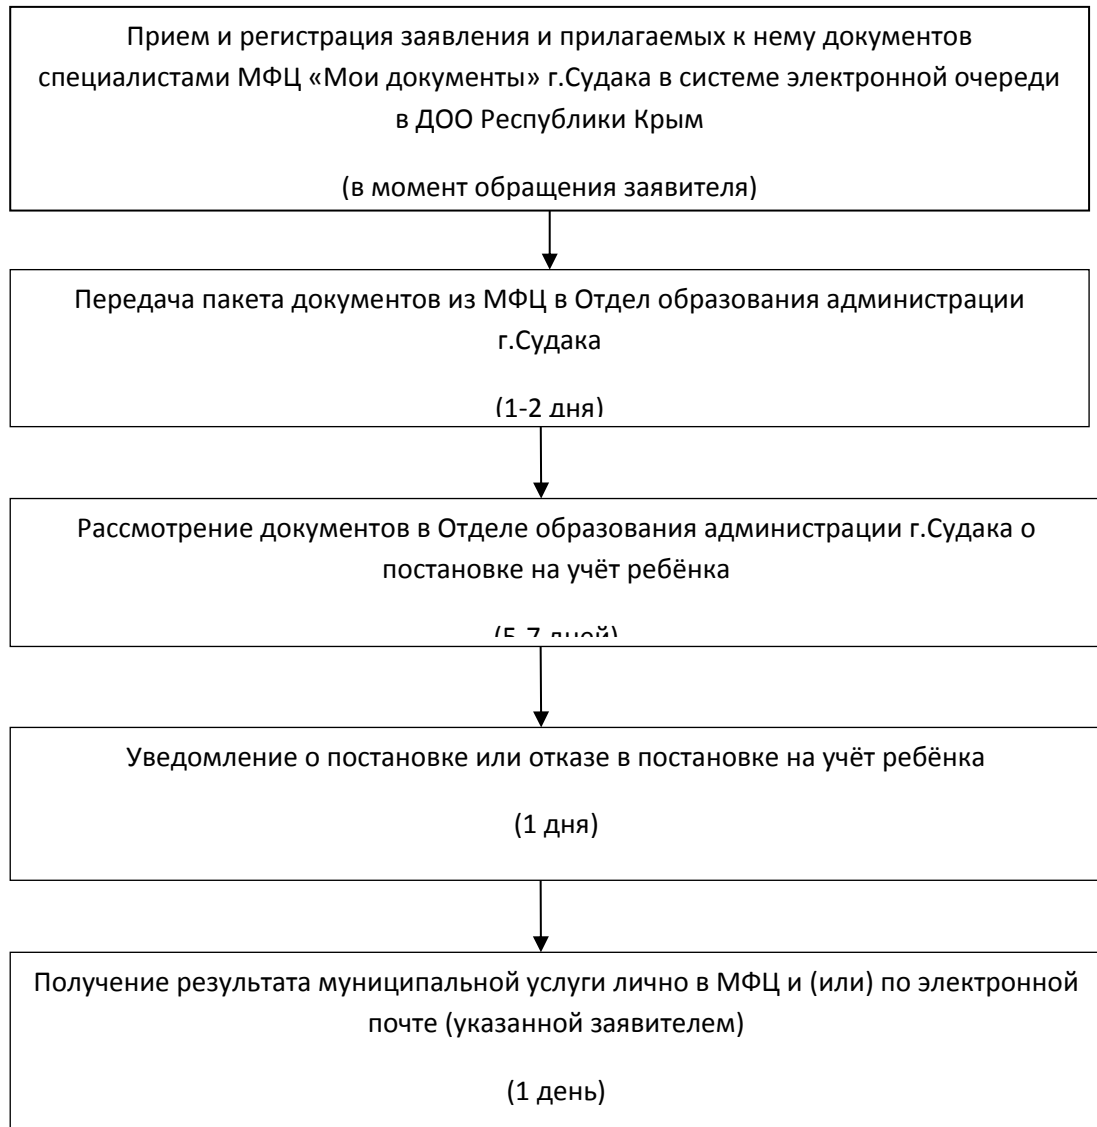 Прием и регистрация заявления и прилагаемых к нему документов
специалистами МФЦ «Мои документы» г.Судака в системе электронной очереди
в ДОО Республики Крым
(в момент обращения заявителя)
Передача пакета документов из МФЦ в Отдел образования администрации
г.Судака
(1-2 дня)
Рассмотрение документов в Отделе образования администрации г.Судака о
постановке на учёт ребёнка
(5-7 дней)
Уведомление о постановке или отказе в постановке на учёт ребёнка
(1 дня)
Получение результата муниципальной услуги лично в МФЦ и (или) по электронной
почте (указанной заявителем)
(1 день)